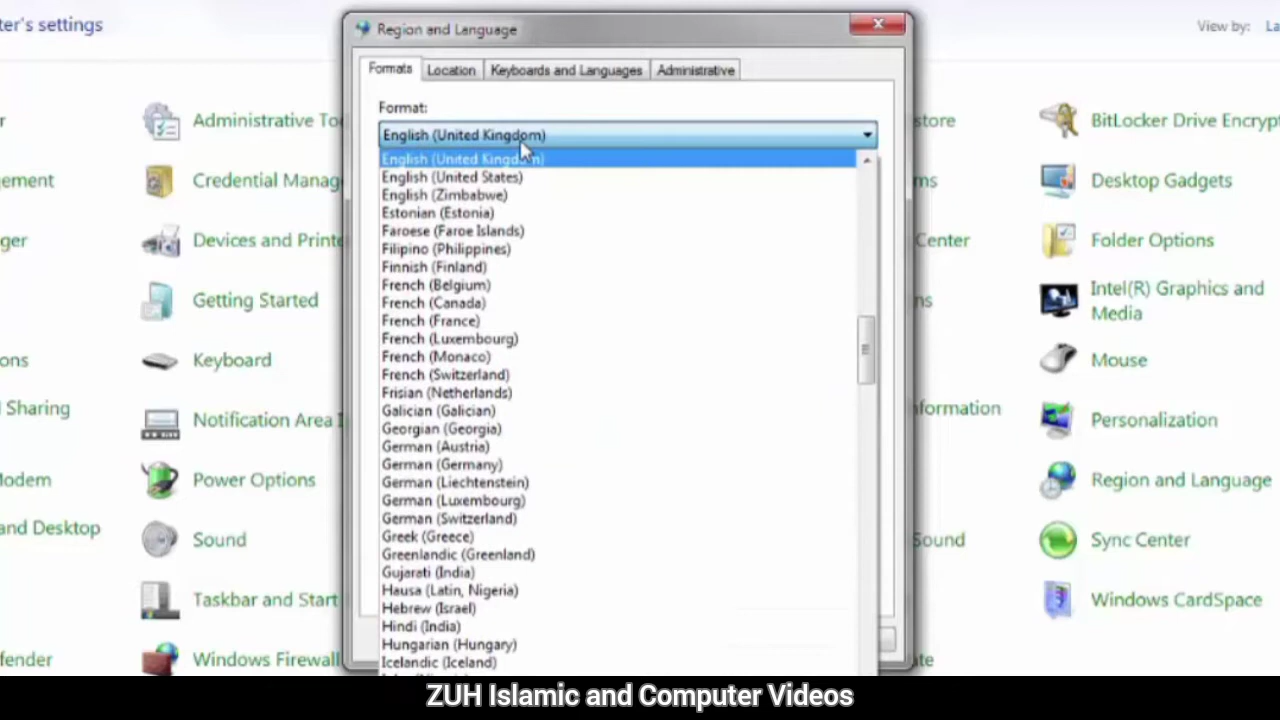 ter's settings
View by:
La
Region and Language
Formats
Location
Keyboards and Languages
Administrative
Format:
English (United Kingdom)
English (United Kingdom)
English (United States)
English (Zimbabwe)
Estonian (Estonia)
Faroese (Faroe Islands)
Filipino (Philippines)
Finnish (Finland)
French (Belgium)
French (Canada)
French (France)
French (Luxembourg)
French (Monaco)
French (Switzerland)
Frisian (Netherlands)
Galician (Galician)
Georgian (Georgia)
German (Austria)
German (Germany)
German (Liechtenstein)
German (Luxembourg)
German (Switzerland)
Greek (Greece)
Greenlandic (Greenland)
Gujarati (India)
Hausa (Latin, Nigeria)
Hebrew (Israel)
Hindi (India)
Hungarian (Hungary)
Icelandic (Iceland)
r
gement
ger
ons
Sharing
Modem
and Desktop
fender
Administrative To
Credential Manag
Devices and Printe
Getting Started
Keyboard
Notification Area I
Power Options
Sound
Taskbar and Start
Windows Firewall
store
ms
Center
ns
nformation
Sound
te
BitLocker Drive Encrypt
Desktop Gadgets
Folder Options
Intel(R) Graphics and
Media
Mouse
Personalization
Region and Language
Sync Center
Windows CardSpace
ZUH Islamic and Computer Videos